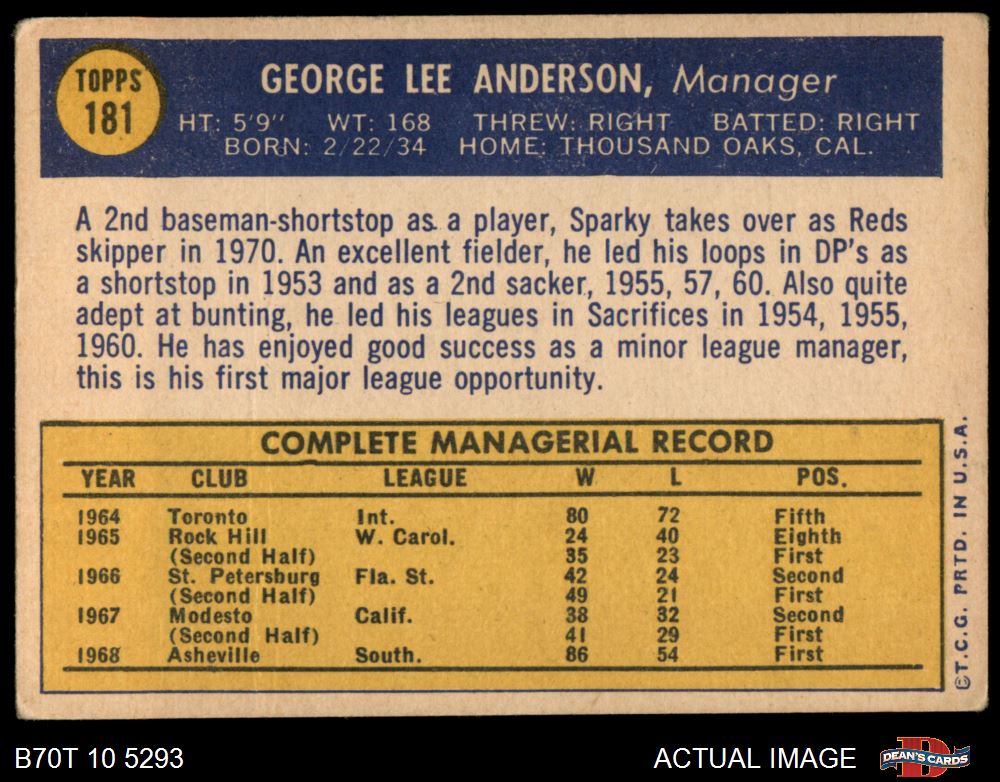 TOPPS
181
GEORGE LEE ANDERSON, Manager
HT: 5'9" WT: 168 THREW: RIGHT BATTED: RIGHT
BORN: 2/22/34 HOME: THOUSAND OAKS, CAL.
A 2nd baseman-shortstop as a player, Sparky takes over as Reds
skipper in 1970. An excellent fielder, he led his loops in DP's as
a shortstop in 1953 and as a 2nd sacker, 1955, 57, 60. Also quite
adept at bunting, he led his leagues in Sacrifices in 1954, 1955,
1960. He has enjoyed good success as a minor league manager,
this is his first major league opportunity.
COMPLETE MANAGERIAL RECORD
YEAR CLUB LEAGUE W L POS.
1964 Toronto Int. 80 72 Fifth
1965 Rock Hill W. Carol. 24 40 Eighth
(Second Half) 35 23 First
1966 St. Petersburg Fla. St. 42 24 Second
(Second Half) 49 21 First
1967 Modesto Calif. 38 32 Second
(Second Half) 41 29 First
1968 Asheville South. 86 54 First
©T.C.G. PRTD. IN U.S.A.
B70T 10 5293
ACTUAL IMAGE
D
DEAN'S CARDS